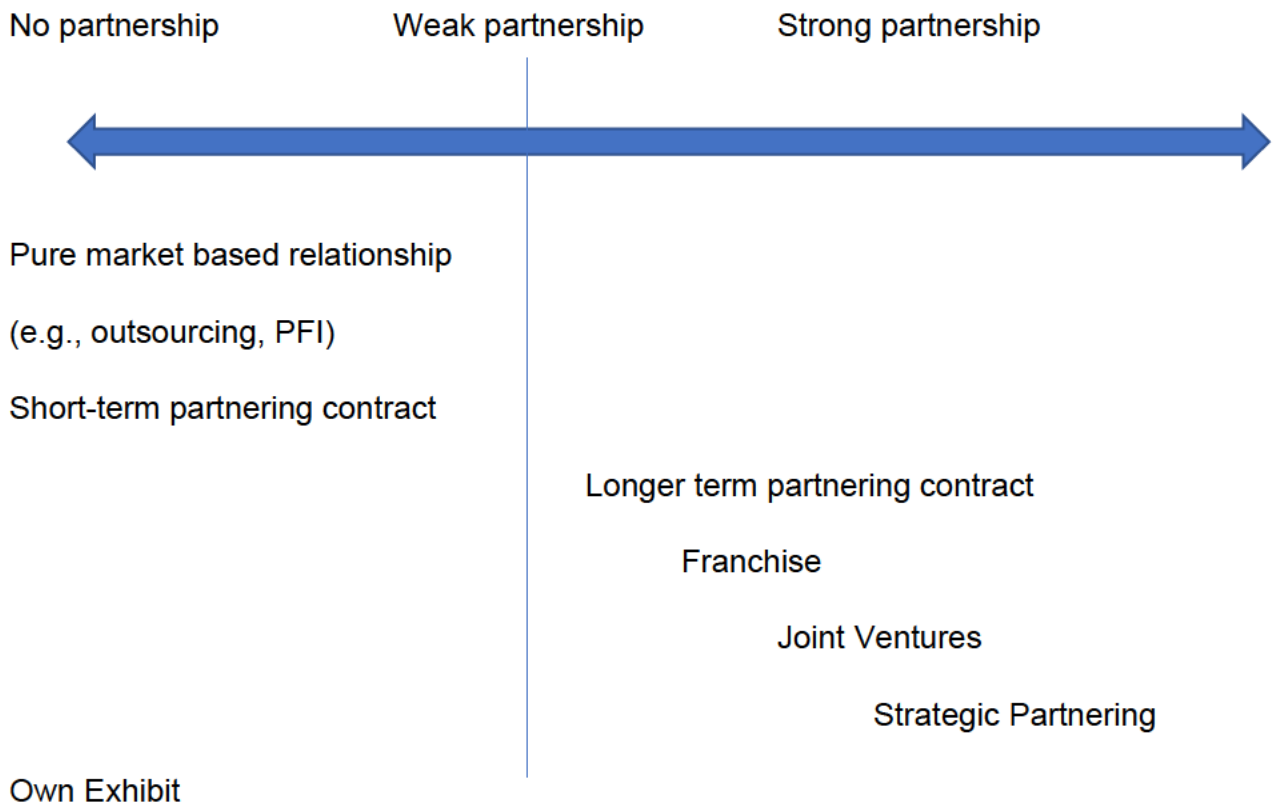 No partnership Weak partnership Strong partnership
Pure market based relationship
(e.g., outsourcing, PFI)
Short-term partnering contract
Longer term partnering contract
Franchise
Joint Ventures
Strategic Partnering
Own Exhibit